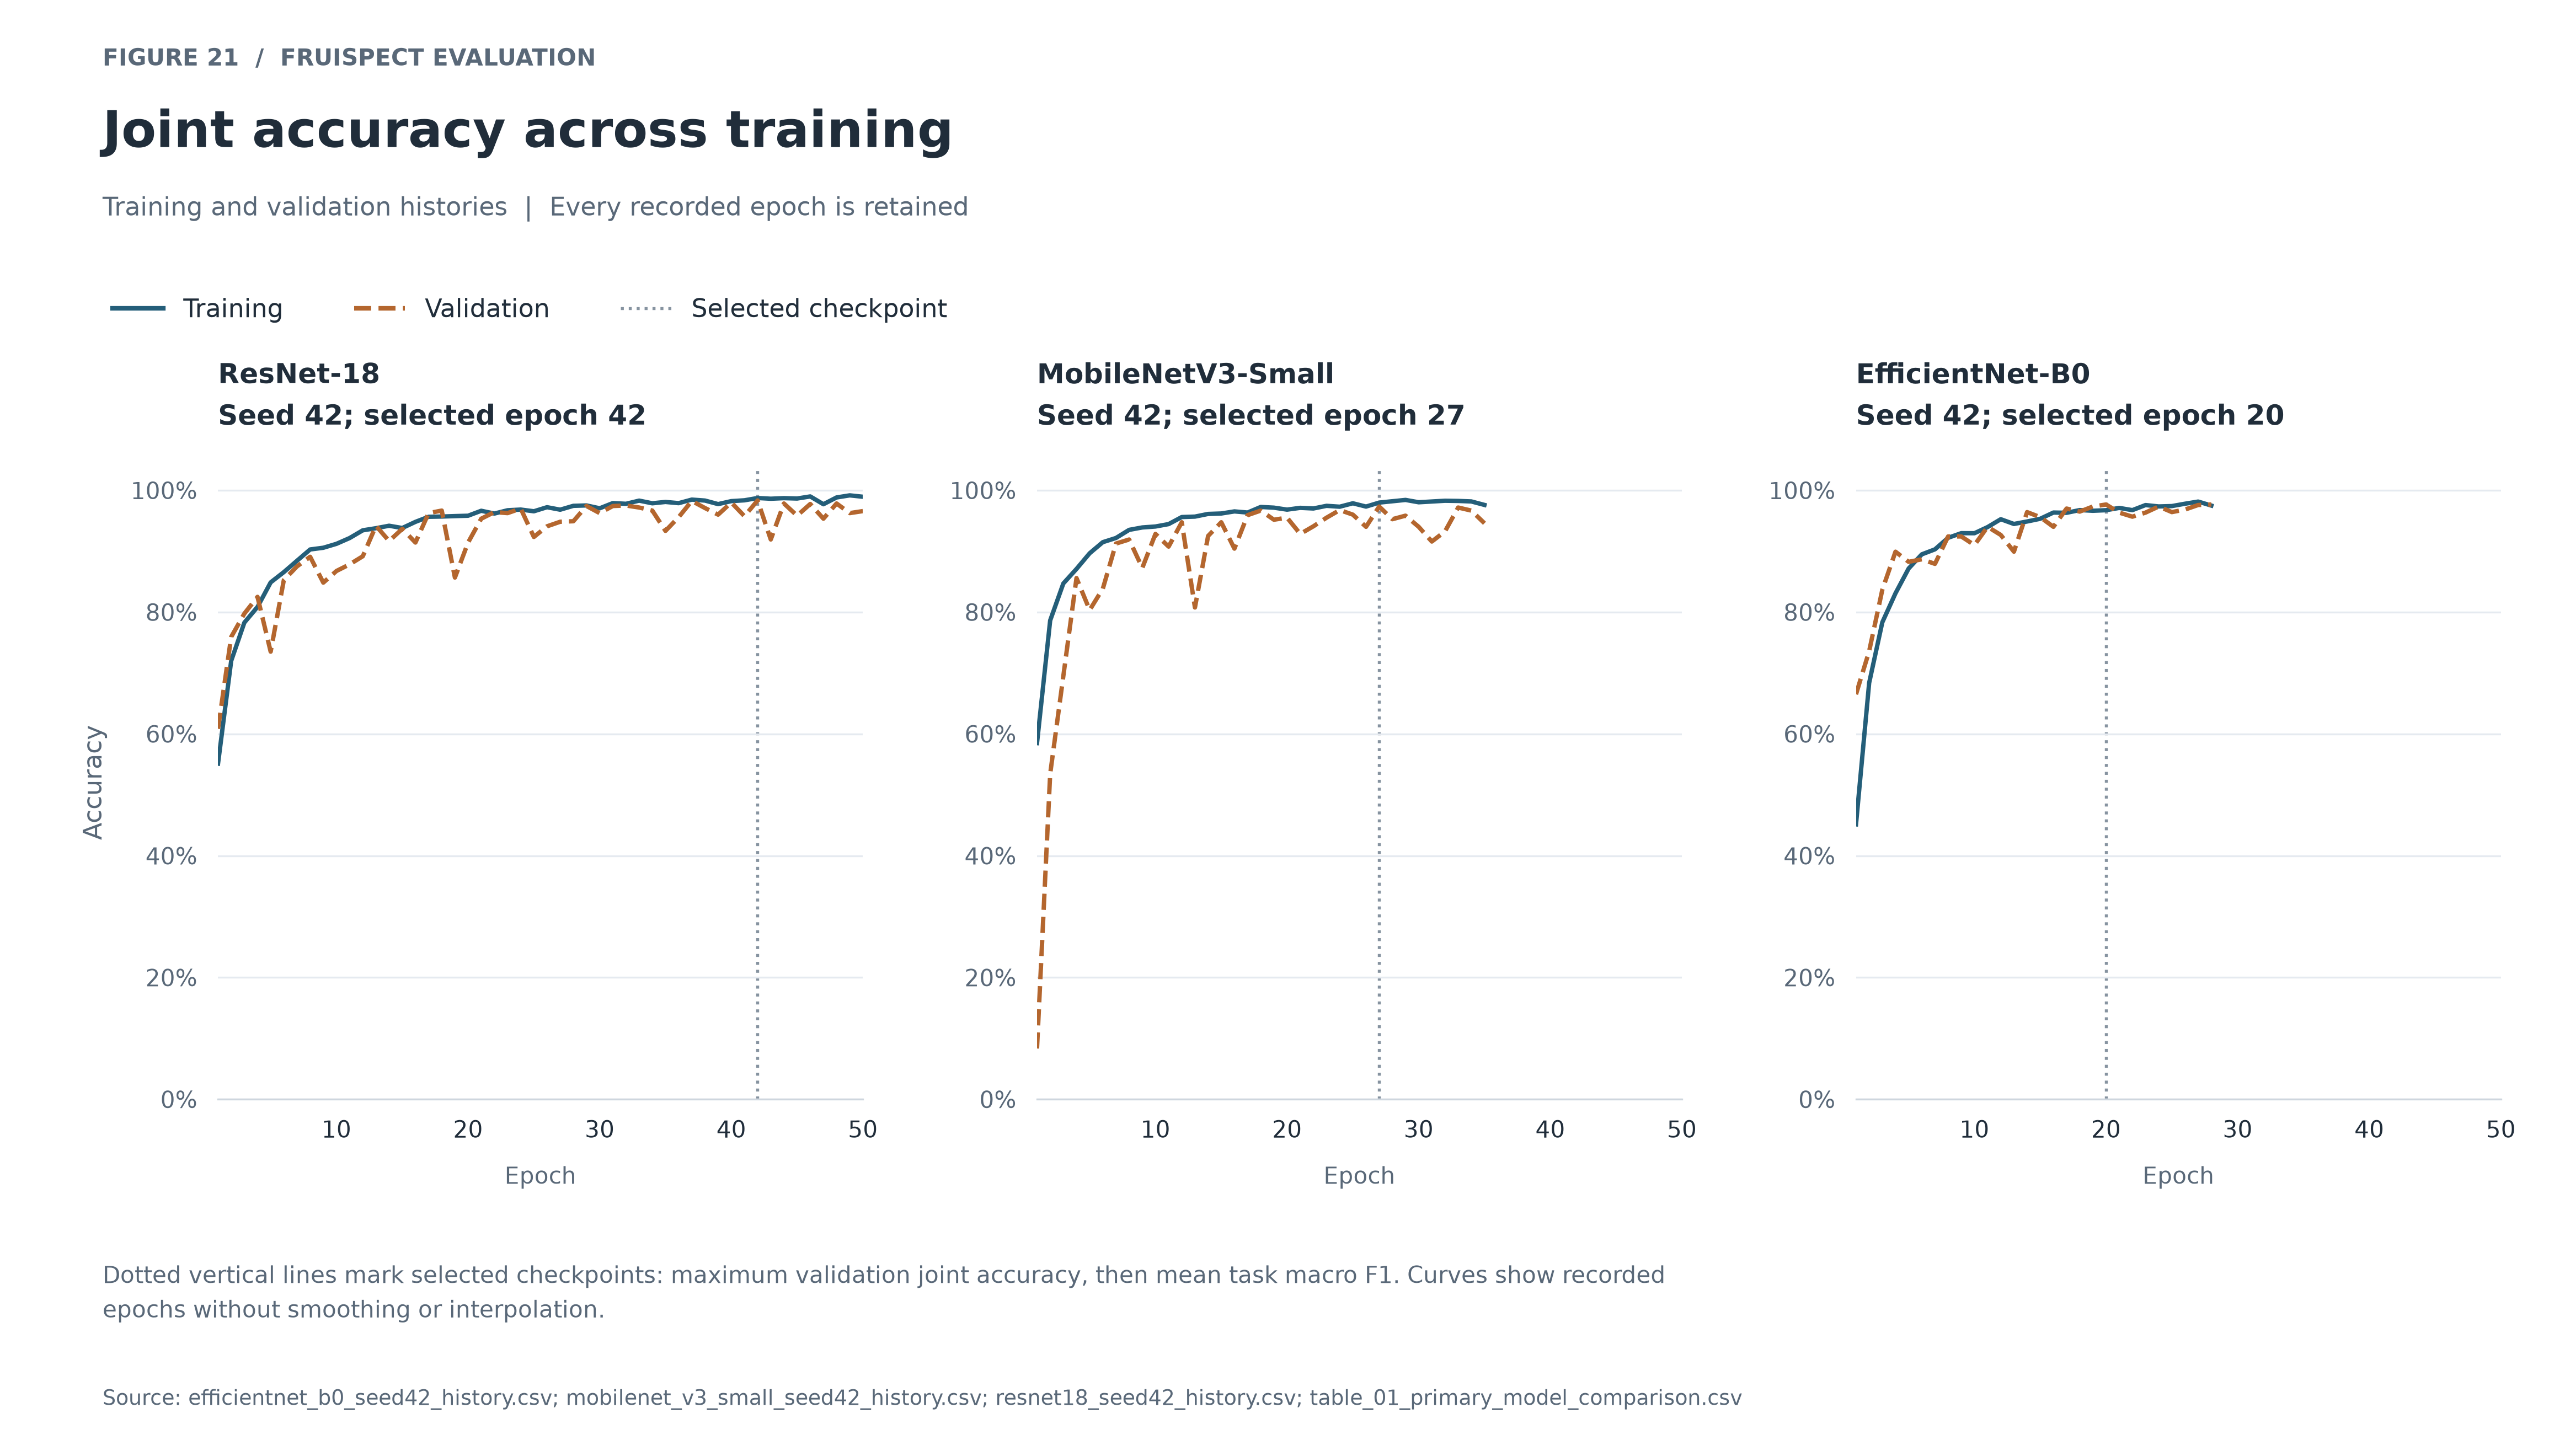 FIGURE 21 / FRUISPECT EVALUATION
Joint accuracy across training
Training and validation histories | Every recorded epoch is retained
Training Validation Selected checkpoint
ResNet-18
Seed 42; selected epoch 42
100%
80%
60%
40%
20%
0%
Accuracy
10 20 30 40 50
Epoch
MobileNetV3-Small
Seed 42; selected epoch 27
100%
80%
60%
40%
20%
0%
10 20 30 40 50
Epoch
EfficientNet-B0
Seed 42; selected epoch 20
100%
80%
60%
40%
20%
0%
10 20 30 40 50
Epoch
Dotted vertical lines mark selected checkpoints: maximum validation joint accuracy, then mean task macro F1. Curves show recorded
epochs without smoothing or interpolation.
Source: efficientnet_b0_seed42_history.csv; mobilenet_v3_small_seed42_history.csv; resnet18_seed42_history.csv; table_01_primary_model_comparison.csv